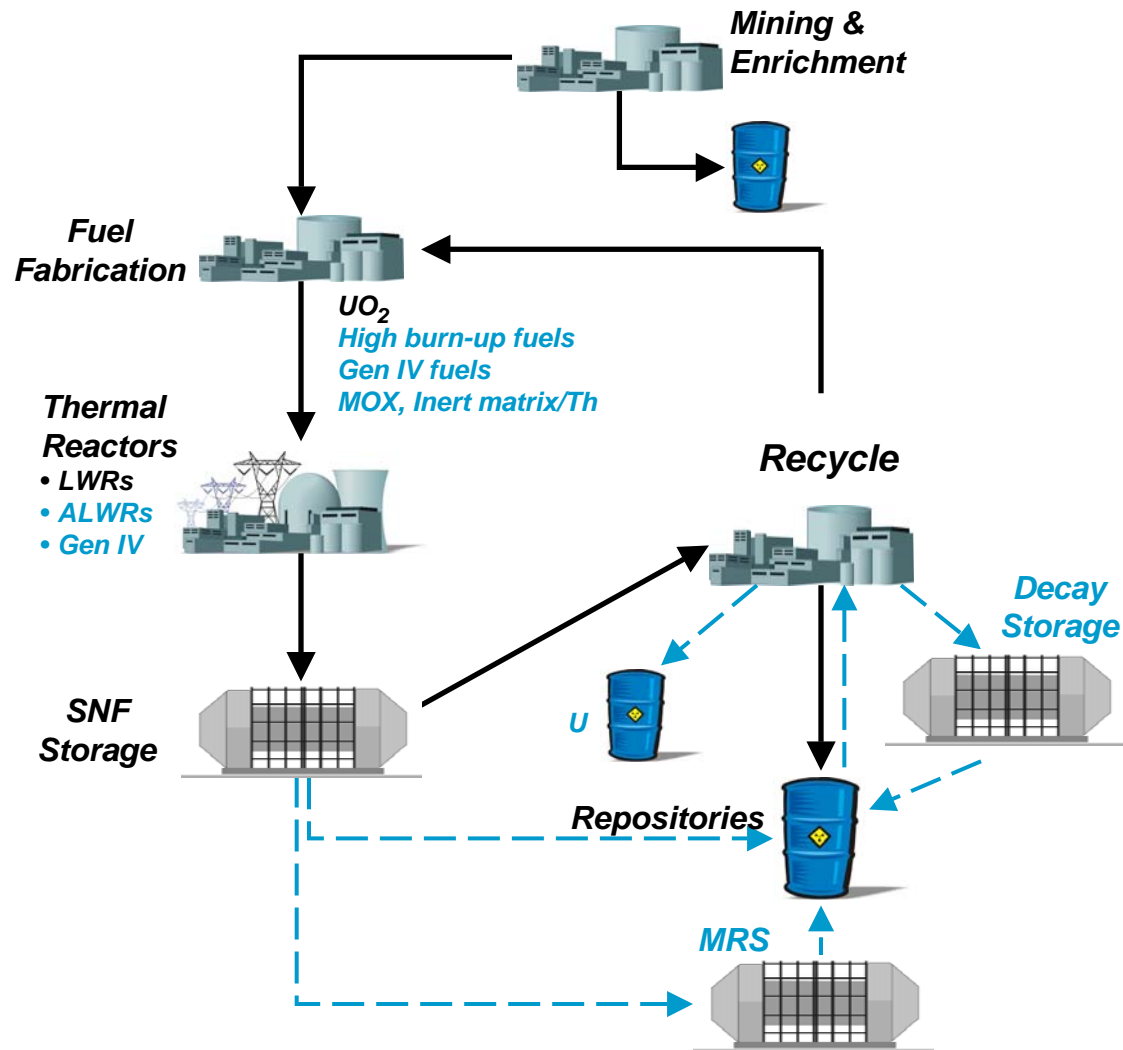 Mining &
Enrichment
Fuel
Fabrication
UO2
High burn-up fuels
Gen IV fuels
MOX, Inert matrix/Th
Thermal
Reactors
• LWRs
• ALWRs
• Gen IV
Recycle
Decay
Storage
SNF
Storage
U
Repositories
MRS